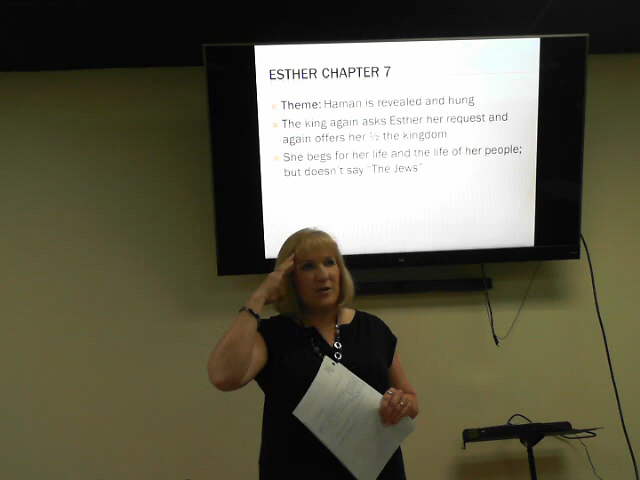 ESTHER CHAPTER 7
Theme: Haman is revealed and hung
The king again asks Esther her request and
again offers her ½ the kingdom
She begs for her life and the life of her people;
but doesn't say "The Jews"